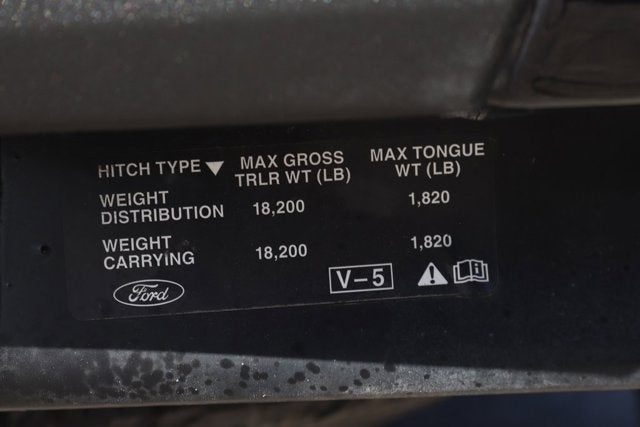 HITCH TYPE ▼ MAX GROSS TRLR WT (LB) MAX TONGUE WT (LB)
WEIGHT DISTRIBUTION 18,200 1,820
WEIGHT CARRYING 18,200 1,820
Ford V-5